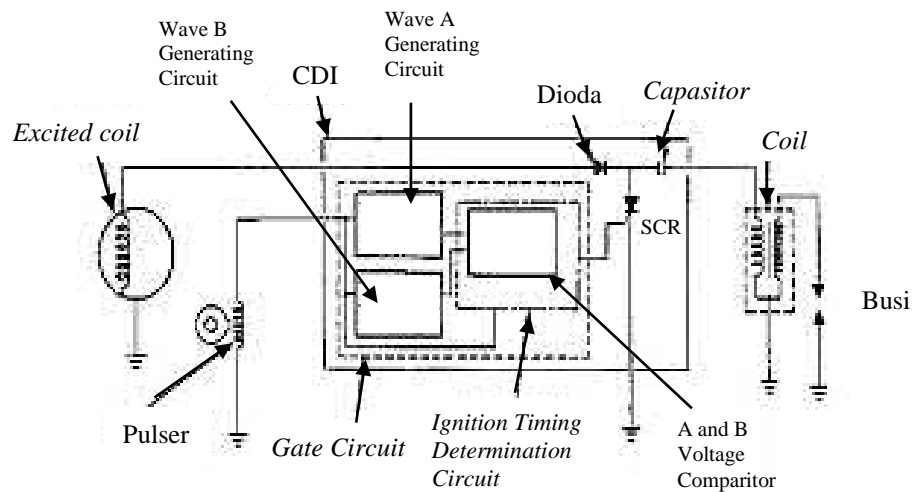 Wave B
Generating
Circuit
Wave A
Generating
Circuit
CDI
Dioda
Capasitor
Excited coil
Coil
SCR
Busi
Pulser
Gate Circuit
Ignition Timing
Determination
Circuit
A and B
Voltage
Comparitor